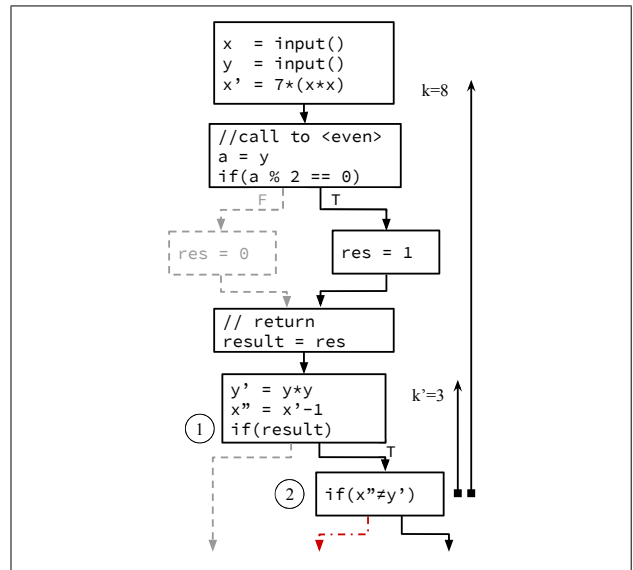 x = input()
y = input()
x’ = 7*(x*x)
k=8
//call to <even>
a = y
if(a % 2 == 0)
F
T
res = 0
res = 1
// return
result = res
y’ = y*y
x” = x’-1
if(result)
k’=3
1
T
2
if(x”≠y’)